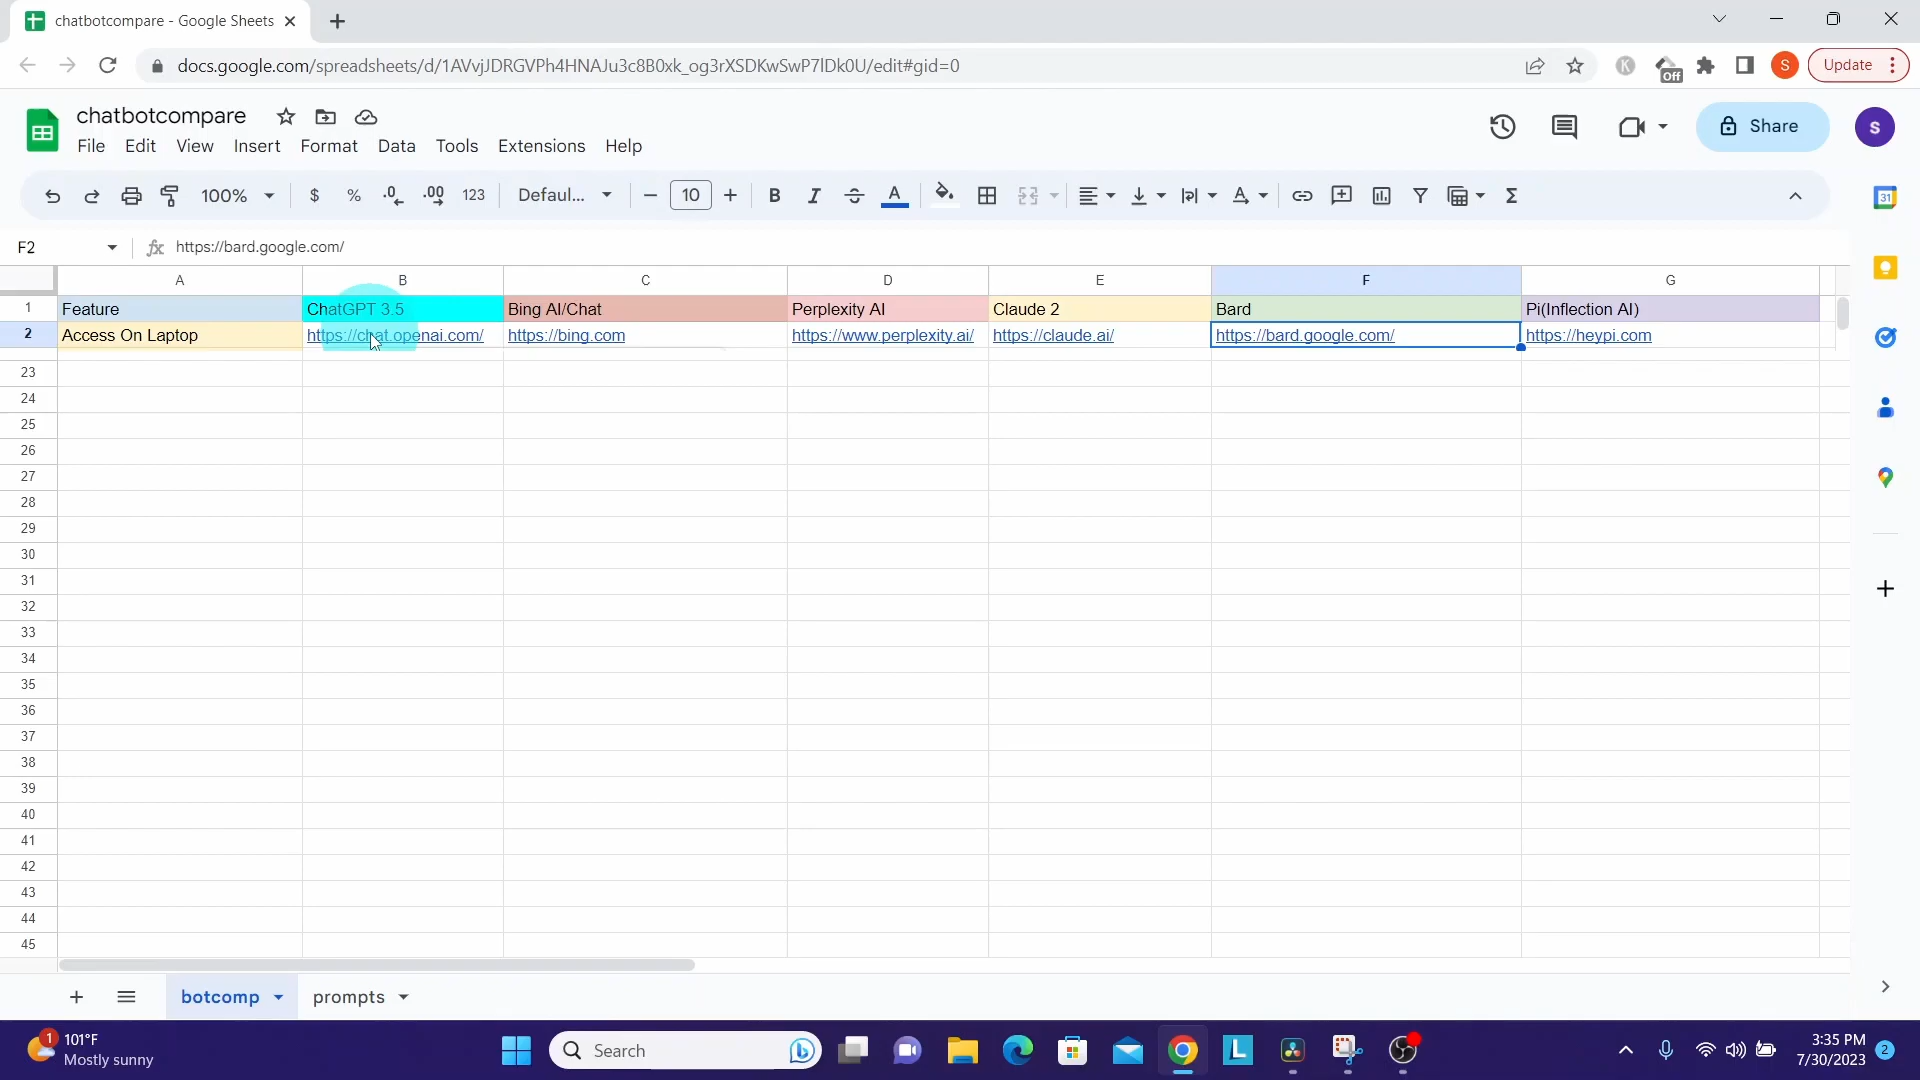 chatbotcompare - Google Sheets
docs.google.com/spreadsheets/d/1AVvjJDRGVPh4HNAJu3c8B0xk_og3rXSDKwSwP7lDk0U/edit#gid=0
K
Off
S
Update
chatbotcompare
File Edit View Insert Format Data Tools Extensions Help
Share
S
100% $ % .0 .00 123 Defaul... 10 B I A Σ
31
F2 fx https://bard.google.com/
A B C D E F G
1 Feature ChatGPT 3.5 Bing AI/Chat Perplexity AI Claude 2 Bard Pi(Inflection AI)
2 Access On Laptop https://chat.openai.com/ https://bing.com https://www.perplexity.ai/ https://claude.ai/ https://bard.google.com/ https://heypi.com
23
24
25
26
27
28
29
30
31
32
33
34
35
36
37
38
39
40
41
42
43
44
45
botcomp prompts
1 101°F
Mostly sunny
Search
L
3:35 PM
7/30/2023
2